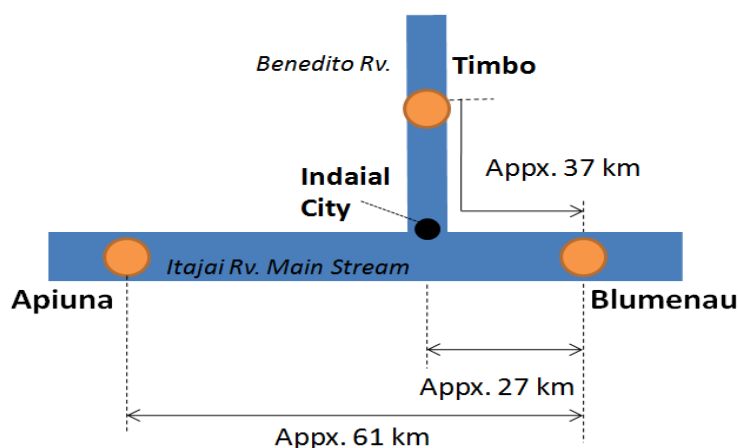 Benedito Rv.
Timbo
Appx. 37 km
Indaial
City
Itajai Rv. Main Stream
Apiuna
Blumenau
Appx. 27 km
Appx. 61 km